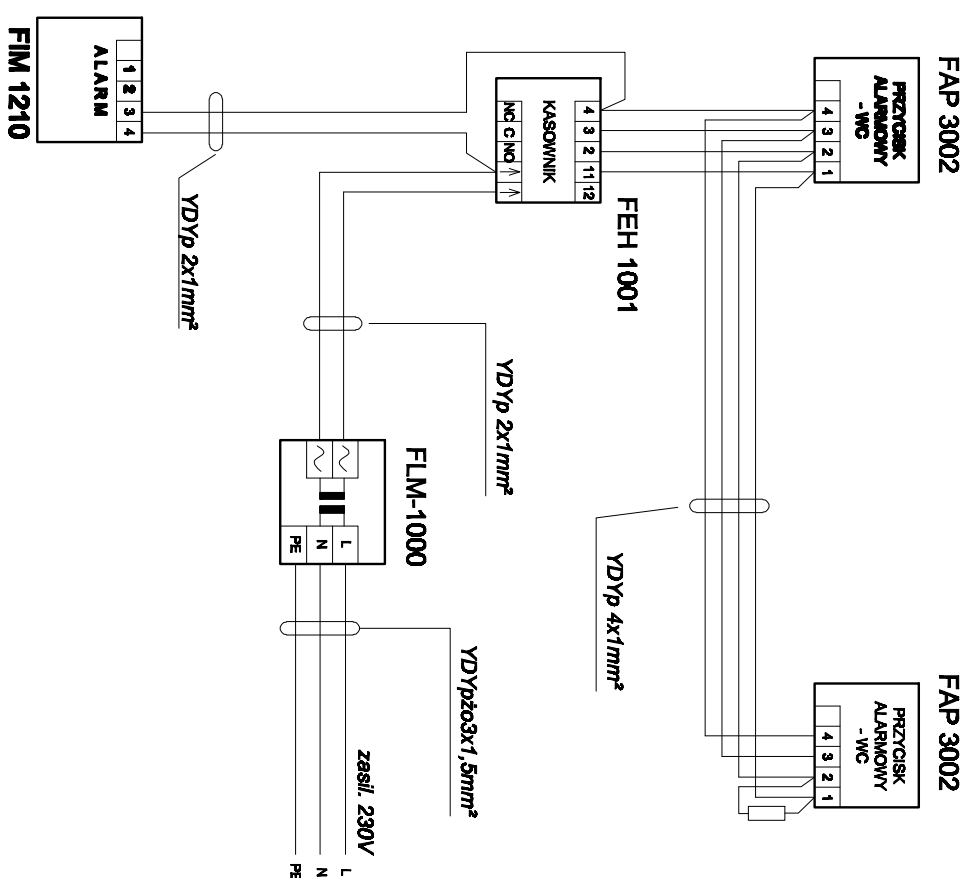 FAP 3002
PRZYCISK
ALARMOWY
- WC
4 3 2 1
FAP 3002
PRZYCISK
ALARMOWY
- WC
4 3 2 1
YDYp 4x1mm²
FEH 1001
4 3 2 11 12
KASOWNIK
NC C NO
YDYp 2x1mm²
FLM-1000
L
N
PE
YDYpżo3x1,5mm²
zasil. 230V
L
N
PE
YDYp 2x1mm²
1 2 3 4
ALARM
FIM 1210